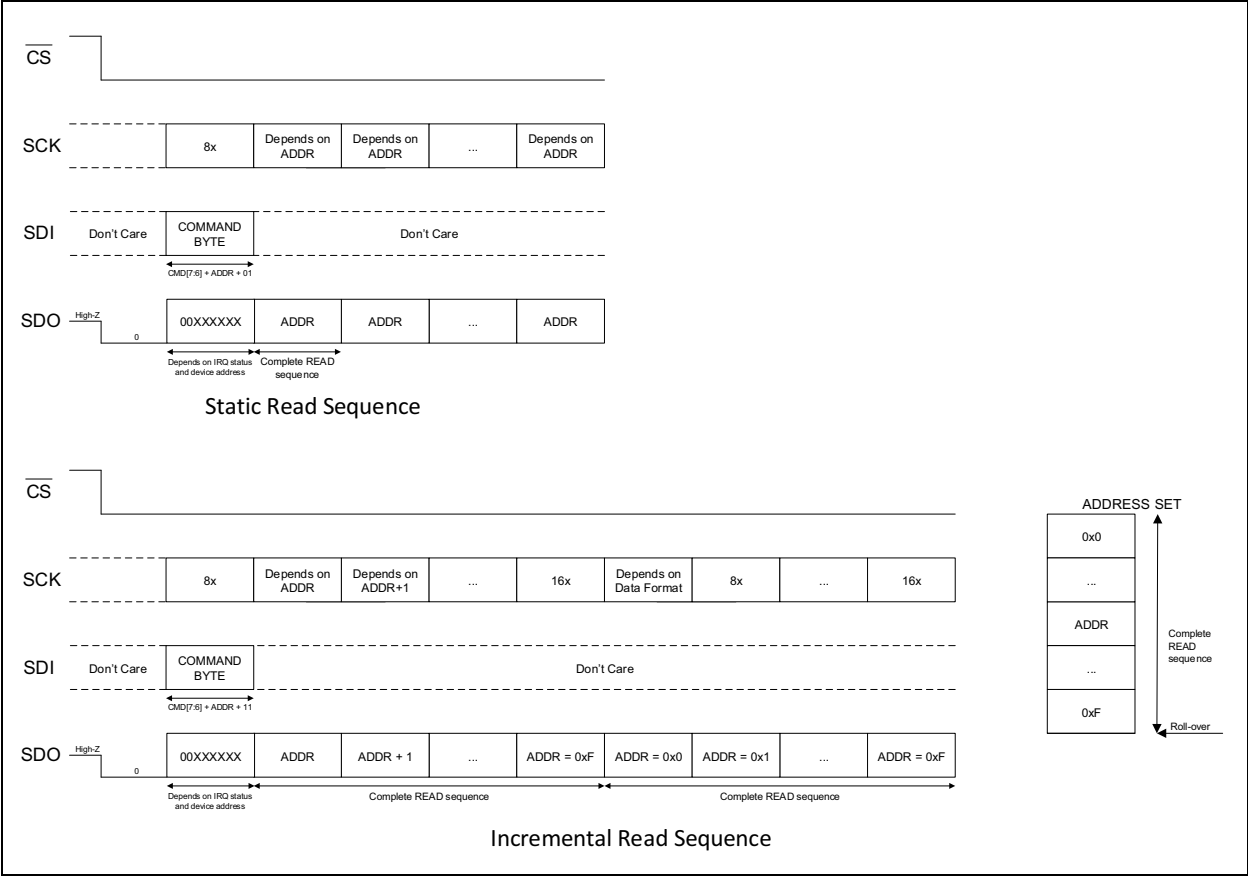 CS
SCK
8x
Depends on
ADDR
Depends on
ADDR
...
Depends on
ADDR
SDI
Don't Care
COMMAND
BYTE
Don't Care
CMD[7:6] + ADDR + 01
SDO
High-Z
0
00XXXXXX
ADDR
ADDR
...
ADDR
Depends on IRQ status
and device address
Complete READ
sequence
Static Read Sequence
CS
SCK
8x
Depends on
ADDR
Depends on
ADDR+1
...
16x
Depends on
Data Format
8x
...
16x
SDI
Don't Care
COMMAND
BYTE
Don't Care
CMD[7:6] + ADDR + 11
SDO
High-Z
0
00XXXXXX
ADDR
ADDR + 1
...
ADDR = 0xF
ADDR = 0x0
ADDR = 0x1
...
ADDR = 0xF
Depends on IRQ status
and device address
Complete READ sequence
Complete READ sequence
Incremental Read Sequence
ADDRESS SET
0x0
...
ADDR
...
0xF
Complete
READ
sequence
Roll-over